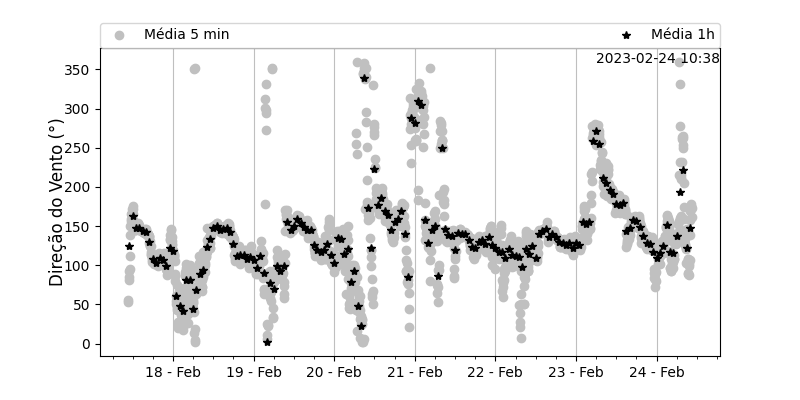 Média 5 min
Média 1h
2023-02-24 10:38
Direção do Vento (°)
350
300
250
200
150
100
50
0
18 - Feb
19 - Feb
20 - Feb
21 - Feb
22 - Feb
23 - Feb
24 - Feb